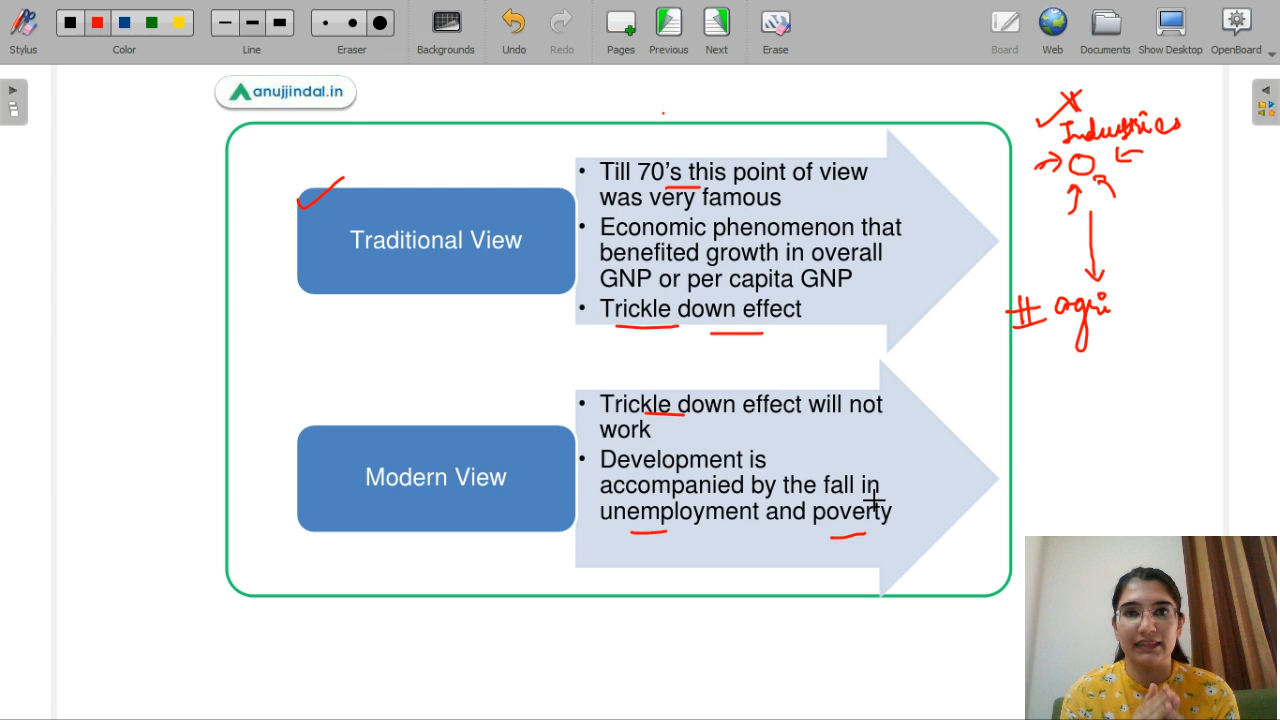 Stylus
Color
Line
Eraser
Backgrounds
Undo
Redo
Pages
Previous
Next
Erase
Board
Web
Documents
Show Desktop
OpenBoard
anujjindal.in
Traditional View
• Till 70's this point of view
was very famous
• Economic phenomenon that
benefited growth in overall
GNP or per capita GNP
• Trickle down effect
Modern View
• Trickle down effect will not
work
• Development is
accompanied by the fall in
unemployment and poverty
Industries
# agri